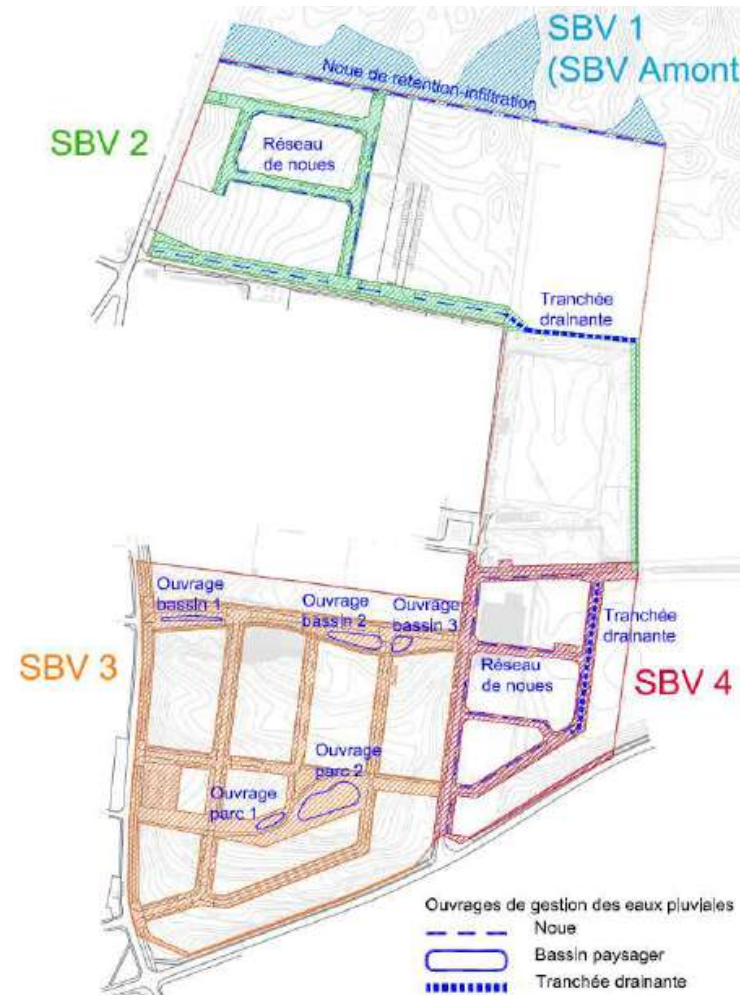 SBV 1
(SBV Amont
Noue de rétention-infiltration
SBV 2
Réseau
de noues
Tranchée
drainante
Ouvrage
bassin 1
Ouvrage
bassin 2
Ouvrage
bassin 3
Tranchée
drainante
SBV 3
Réseau
de noues
SBV 4
Ouvrage
parc 2
Ouvrage
parc 1
Ouvrages de gestion des eaux pluviales
Noue
Bassin paysager
Tranchée drainante